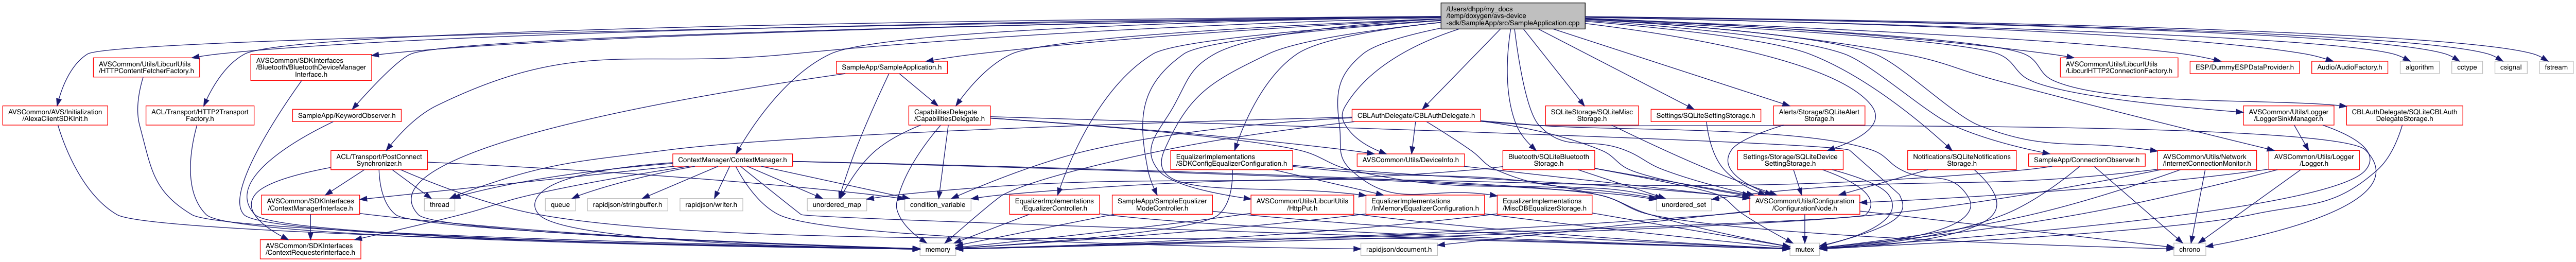 /Users/dhpp/my_docs
/temp/doxygen/avs-device
-sdk/SampleApp/src/SampleApplication.cpp
AVSCommon/Utils/LibcurlUtils
/HTTPContentFetcherFactory.h
AVSCommon/SDKInterfaces
/Bluetooth/BluetoothDeviceManager
Interface.h
SampleApp/SampleApplication.h
AVSCommon/Utils/LibcurlUtils
/LibcurlHTTP2ConnectionFactory.h
ESP/DummyESPDataProvider.h
Audio/AudioFactory.h
algorithm
cctype
csignal
fstream
AVSCommon/AVS/Initialization
/AlexaClientSDKInit.h
ACL/Transport/HTTP2Transport
Factory.h
SampleApp/KeywordObserver.h
CapabilitiesDelegate
/CapabilitiesDelegate.h
CBLAuthDelegate/CBLAuthDelegate.h
SQLiteStorage/SQLiteMisc
Storage.h
Settings/SQLiteSettingStorage.h
Alerts/Storage/SQLiteAlert
Storage.h
AVSCommon/Utils/Logger
/LoggerSinkManager.h
CBLAuthDelegate/SQLiteCBLAuth
DelegateStorage.h
ACL/Transport/PostConnect
Synchronizer.h
ContextManager/ContextManager.h
EqualizerImplementations
/SDKConfigEqualizerConfiguration.h
AVSCommon/Utils/DeviceInfo.h
Bluetooth/SQLiteBluetooth
Storage.h
Settings/Storage/SQLiteDevice
SettingStorage.h
Notifications/SQLiteNotifications
Storage.h
SampleApp/ConnectionObserver.h
AVSCommon/Utils/Network
/InternetConnectionMonitor.h
AVSCommon/Utils/Logger
/Logger.h
AVSCommon/SDKInterfaces
/ContextManagerInterface.h
thread
queue
rapidjson/stringbuffer.h
rapidjson/writer.h
unordered_map
condition_variable
EqualizerImplementations
/EqualizerController.h
SampleApp/SampleEqualizer
ModeController.h
AVSCommon/Utils/LibcurlUtils
/HttpPut.h
EqualizerImplementations
/InMemoryEqualizerConfiguration.h
EqualizerImplementations
/MiscDBEqualizerStorage.h
unordered_set
AVSCommon/Utils/Configuration
/ConfigurationNode.h
AVSCommon/SDKInterfaces
/ContextRequesterInterface.h
memory
rapidjson/document.h
mutex
chrono